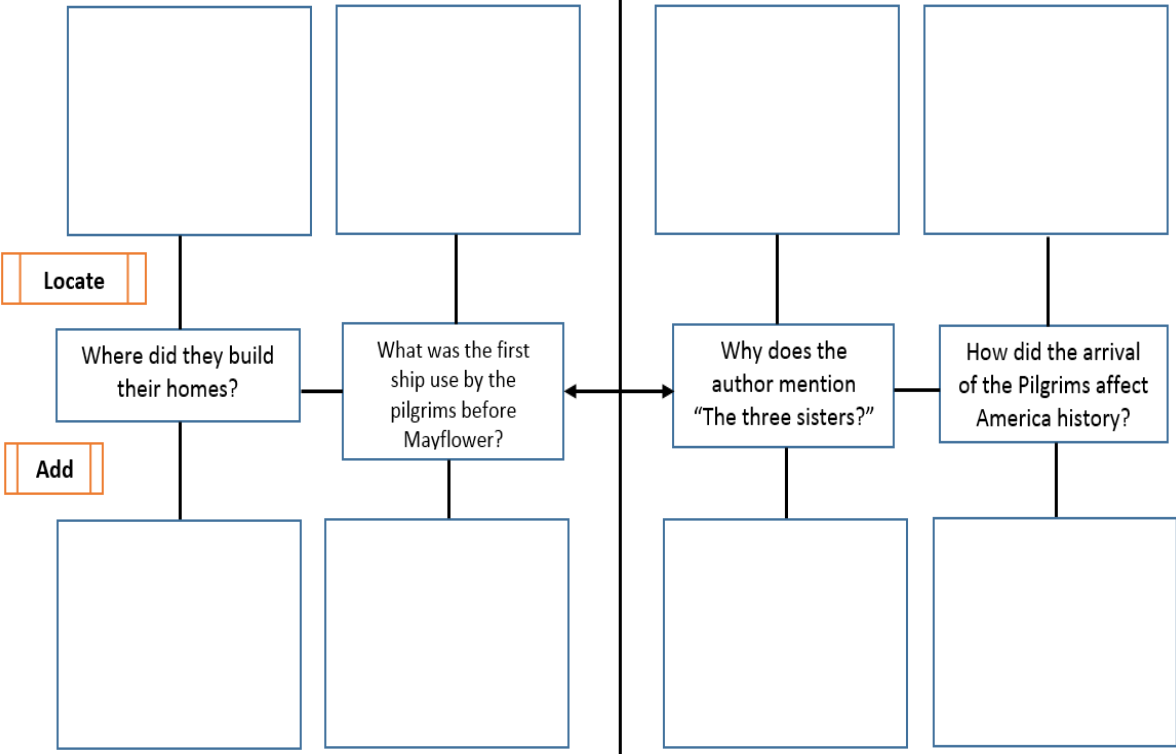 Locate
Where did they build
their homes?
What was the first
ship use by the
pilgrims before
Mayflower?
Why does the
author mention
“The three sisters?”
How did the arrival
of the Pilgrims affect
America history?
Add